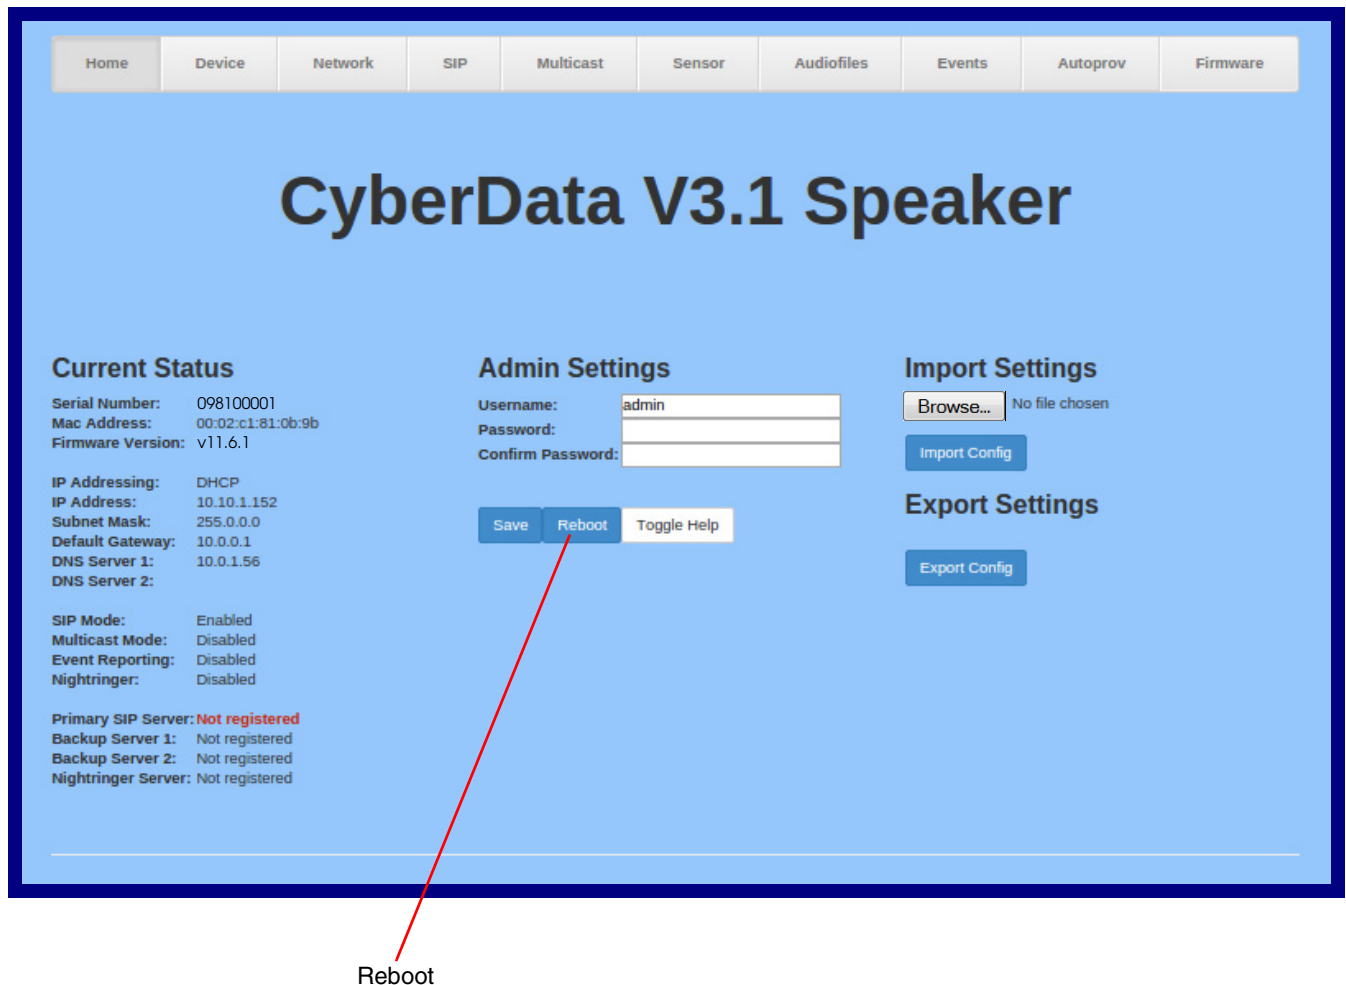 Home Device Network SIP Multicast Sensor Audiofiles Events Autoprov Firmware
CyberData V3.1 Speaker
Current Status
Serial Number: 098100001
Mac Address: 00:02:c1:81:0b:9b
Firmware Version: v11.6.1
IP Addressing: DHCP
IP Address: 10.10.1.152
Subnet Mask: 255.0.0.0
Default Gateway: 10.0.0.1
DNS Server 1: 10.0.1.56
DNS Server 2:
SIP Mode: Enabled
Multicast Mode: Disabled
Event Reporting: Disabled
Nightringer: Disabled
Primary SIP Server: Not registered
Backup Server 1: Not registered
Backup Server 2: Not registered
Nightringer Server: Not registered
Admin Settings
Username: admin
Password:
Confirm Password:
Save Reboot Toggle Help
Import Settings
Browse... No file chosen
Import Config
Export Settings
Export Config
Reboot